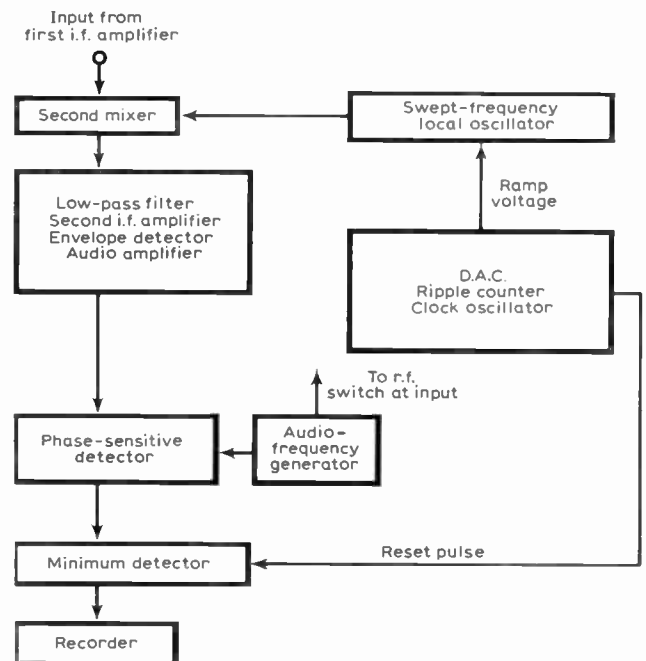 Input from
first i.f. amplifier
Second mixer
Swept-frequency
local oscillator
Ramp
voltage
Low-pass filter
Second i.f. amplifier
Envelope detector
Audio amplifier
D.A.C.
Ripple counter
Clock oscillator
To r.f.
switch at input
Phase-sensitive
detector
Audio-
frequency
generator
Reset pulse
Minimum detector
Recorder